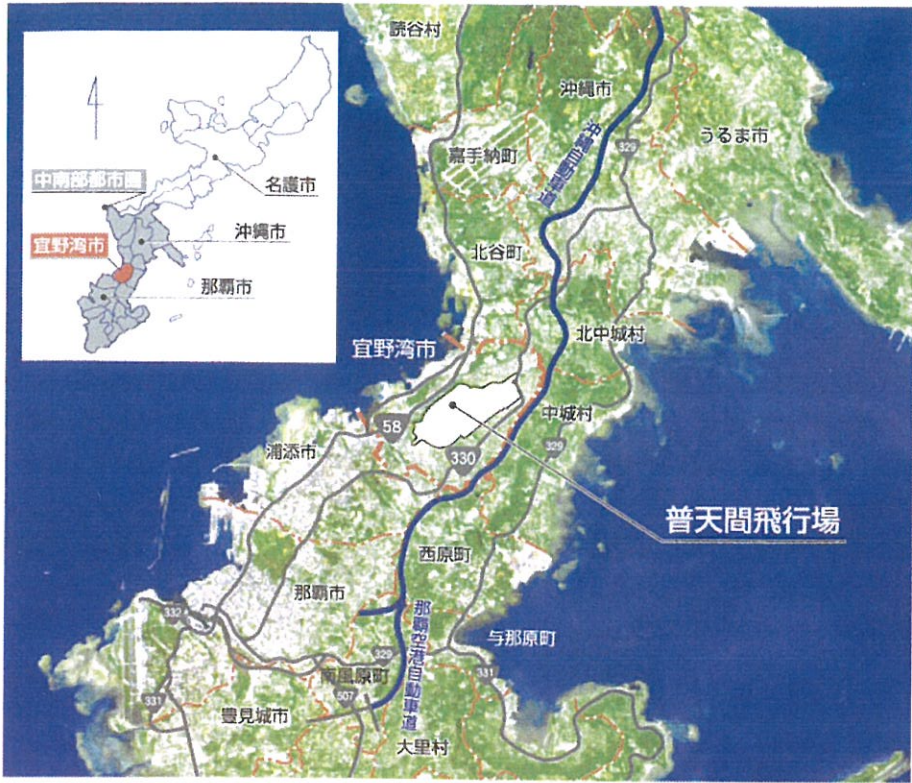 中南部都市圏
名護市
沖縄市
宜野湾市
那覇市
読谷村
沖縄市
うるま市
沖縄自動車道
329
嘉手納町
北谷町
北中城村
宜野湾市
中城村
58
330
329
浦添市
普天間飛行場
西原町
那覇市
332
与那原町
那覇空港自動車道
329
南風原町
331
331
507
豊見城市
大里村